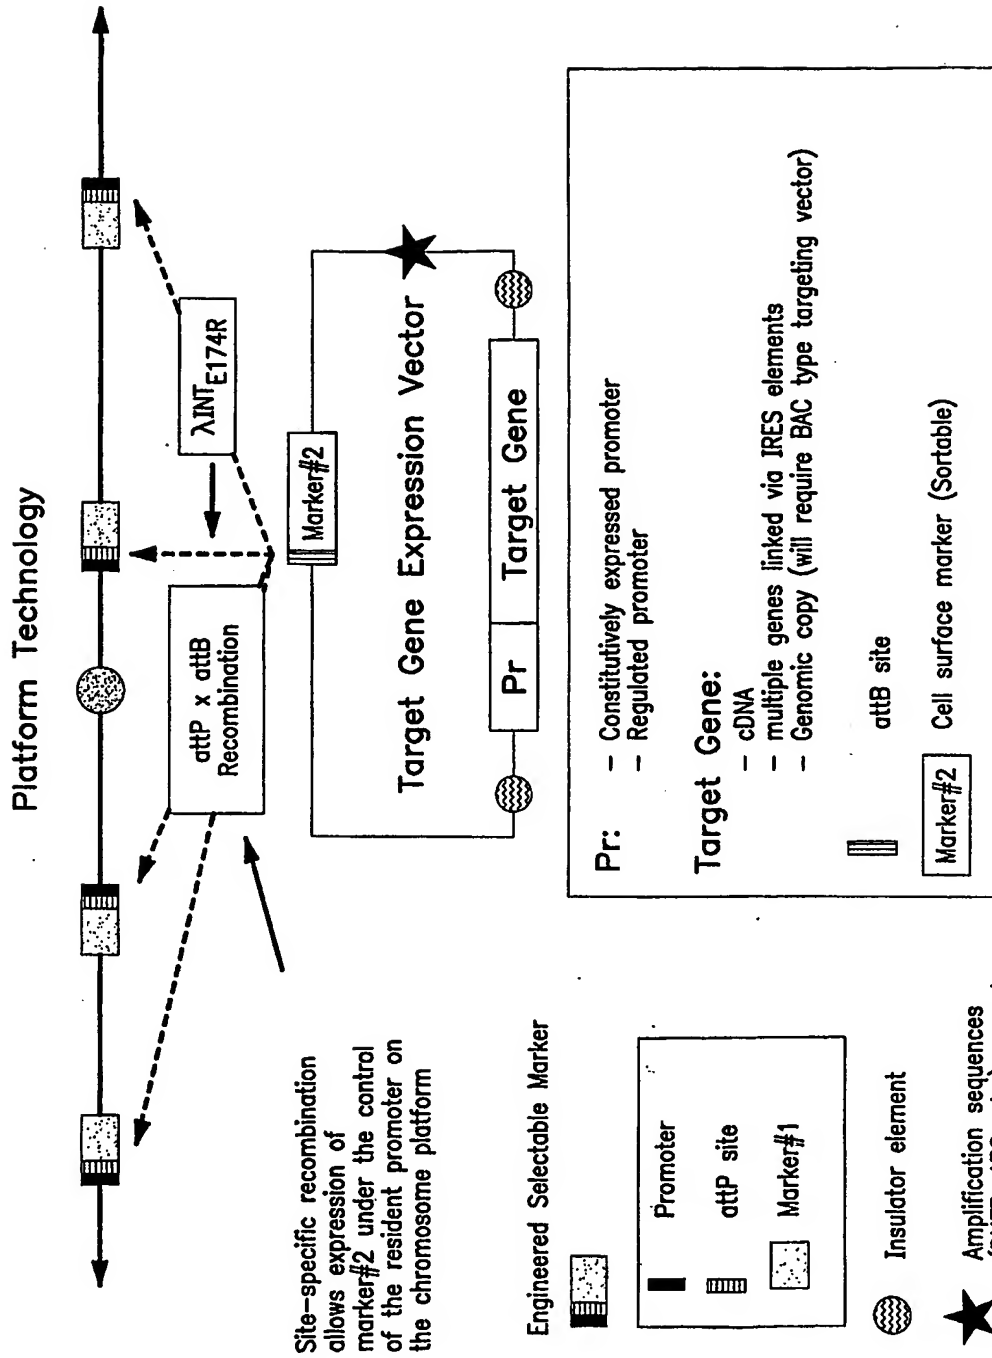 Platform Technology
attP x attB
Recombination
λINT E174R
Site-specific recombination
allows expression of
marker#2 under the control
of the resident promoter on
the chromosome platform
Marker#2
Target Gene Expression Vector
Pr
Target Gene
Engineered Selectable Marker
Promoter
attP site
Marker#1
Insulator element
Amplification sequences
Pr:
- Constitutively expressed promoter
- Regulated promoter
Target Gene:
- cDNA
- multiple genes linked via IRES elements
- Genomic copy (will require BAC type targeting vector)
attB site
Marker#2
Cell surface marker (Sortable)